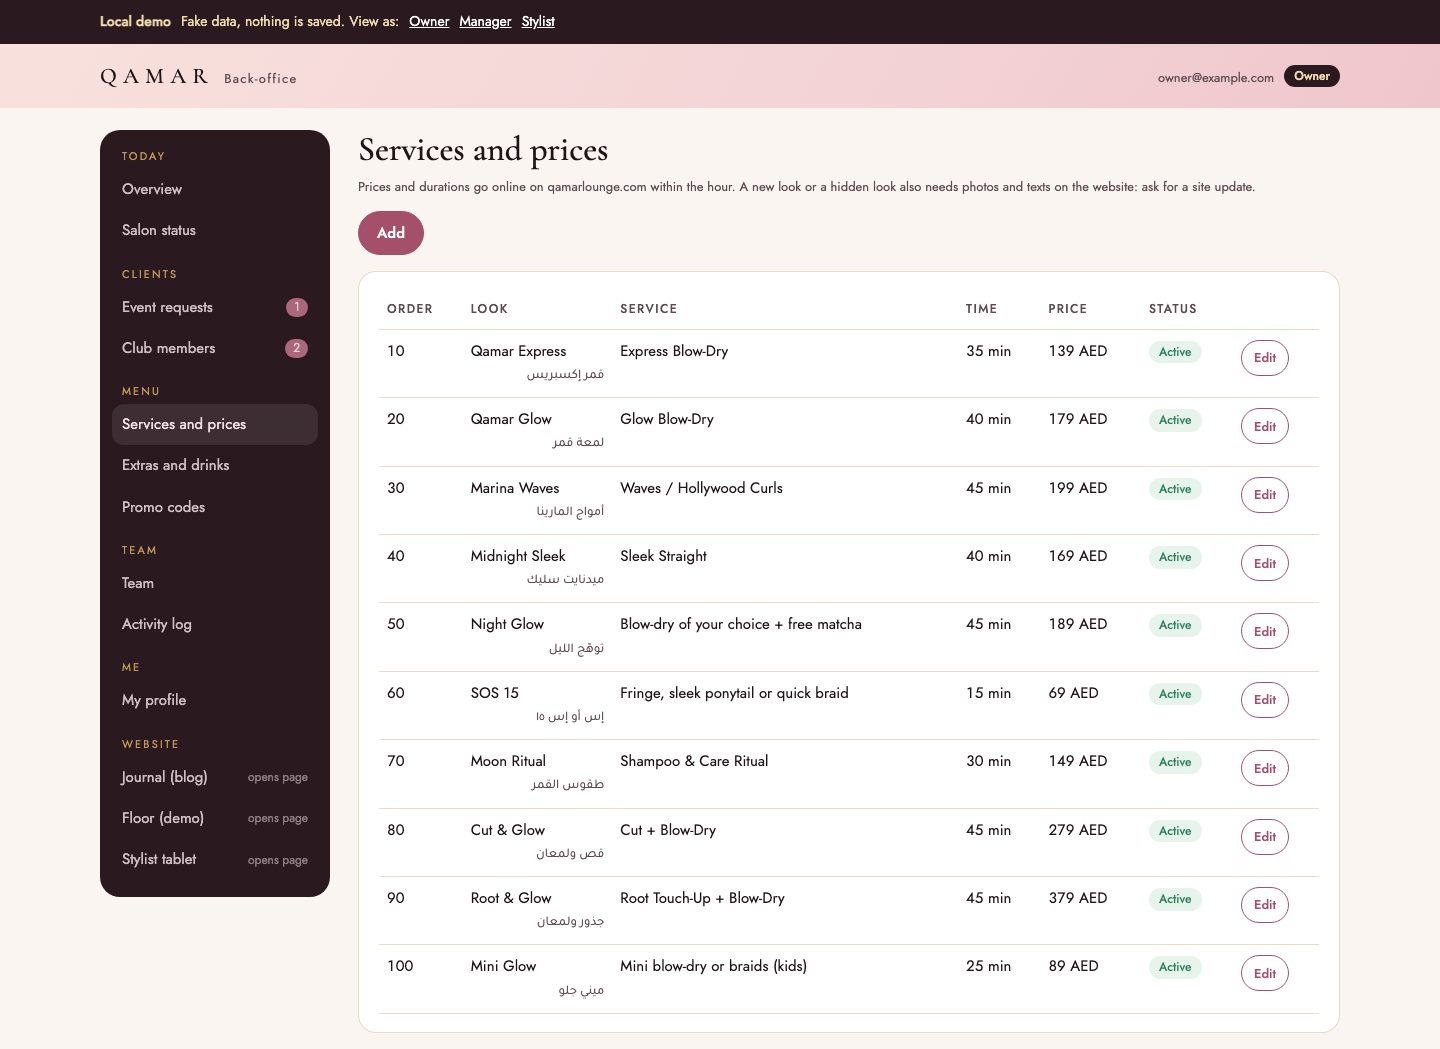 Local demo Fake data, nothing is saved. View as: Owner Manager Stylist
QAMAR Back-office
owner@example.com Owner
TODAY
Overview
Salon status
CLIENTS
Event requests 1
Club members 2
MENU
Services and prices
Extras and drinks
Promo codes
TEAM
Team
Activity log
ME
My profile
WEBSITE
Journal (blog) opens page
Floor (demo) opens page
Stylist tablet opens page
Services and prices
Prices and durations go online on qamarlounge.com within the hour. A new look or a hidden look also needs photos and texts on the website: ask for a site update.
Add
ORDER LOOK SERVICE TIME PRICE STATUS
10 Qamar Express Express Blow-Dry 35 min 139 AED Active Edit
قمر إكسبريس
20 Qamar Glow Glow Blow-Dry 40 min 179 AED Active Edit
لمعة قمر
30 Marina Waves Waves / Hollywood Curls 45 min 199 AED Active Edit
أمواج المارينا
40 Midnight Sleek Sleek Straight 40 min 169 AED Active Edit
ميدنايت سليك
50 Night Glow Blow-dry of your choice + free matcha 45 min 189 AED Active Edit
توهّج الليل
60 SOS 15 Fringe, sleek ponytail or quick braid 15 min 69 AED Active Edit
إس أو إس ١٥
70 Moon Ritual Shampoo & Care Ritual 30 min 149 AED Active Edit
طقوس القمر
80 Cut & Glow Cut + Blow-Dry 45 min 279 AED Active Edit
قص ولمعان
90 Root & Glow Root Touch-Up + Blow-Dry 45 min 379 AED Active Edit
جذور ولمعان
100 Mini Glow Mini blow-dry or braids (kids) 25 min 89 AED Active Edit
ميني جلو